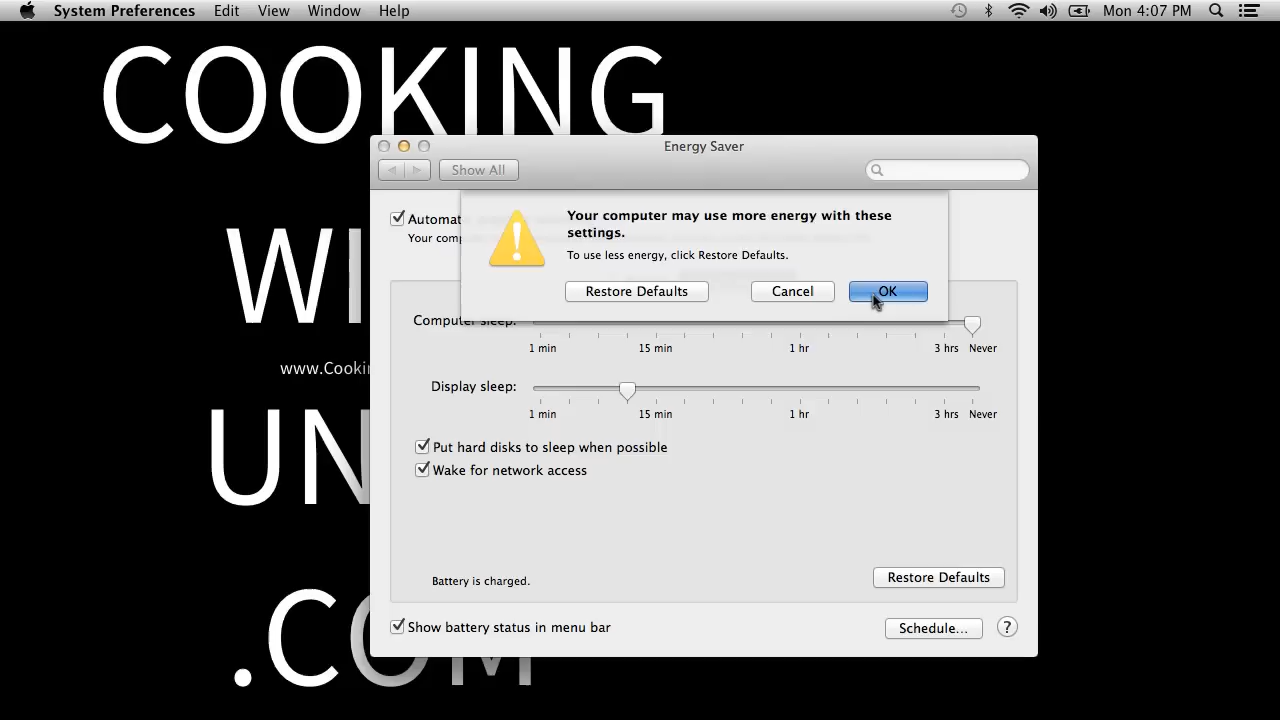 System Preferences Edit View Window Help Mon 4:07 PM
COOKING
Energy Saver
Show All
Your computer may use more energy with these
settings.
To use less energy, click Restore Defaults.
Restore Defaults Cancel OK
Computer sleep:
1 min 15 min 1 hr 3 hrs Never
Display sleep:
1 min 15 min 1 hr 3 hrs Never
Put hard disks to sleep when possible
Wake for network access
Battery is charged.
Restore Defaults
Show battery status in menu bar
Schedule... ?
WI
www.Cookin
UN
.COM